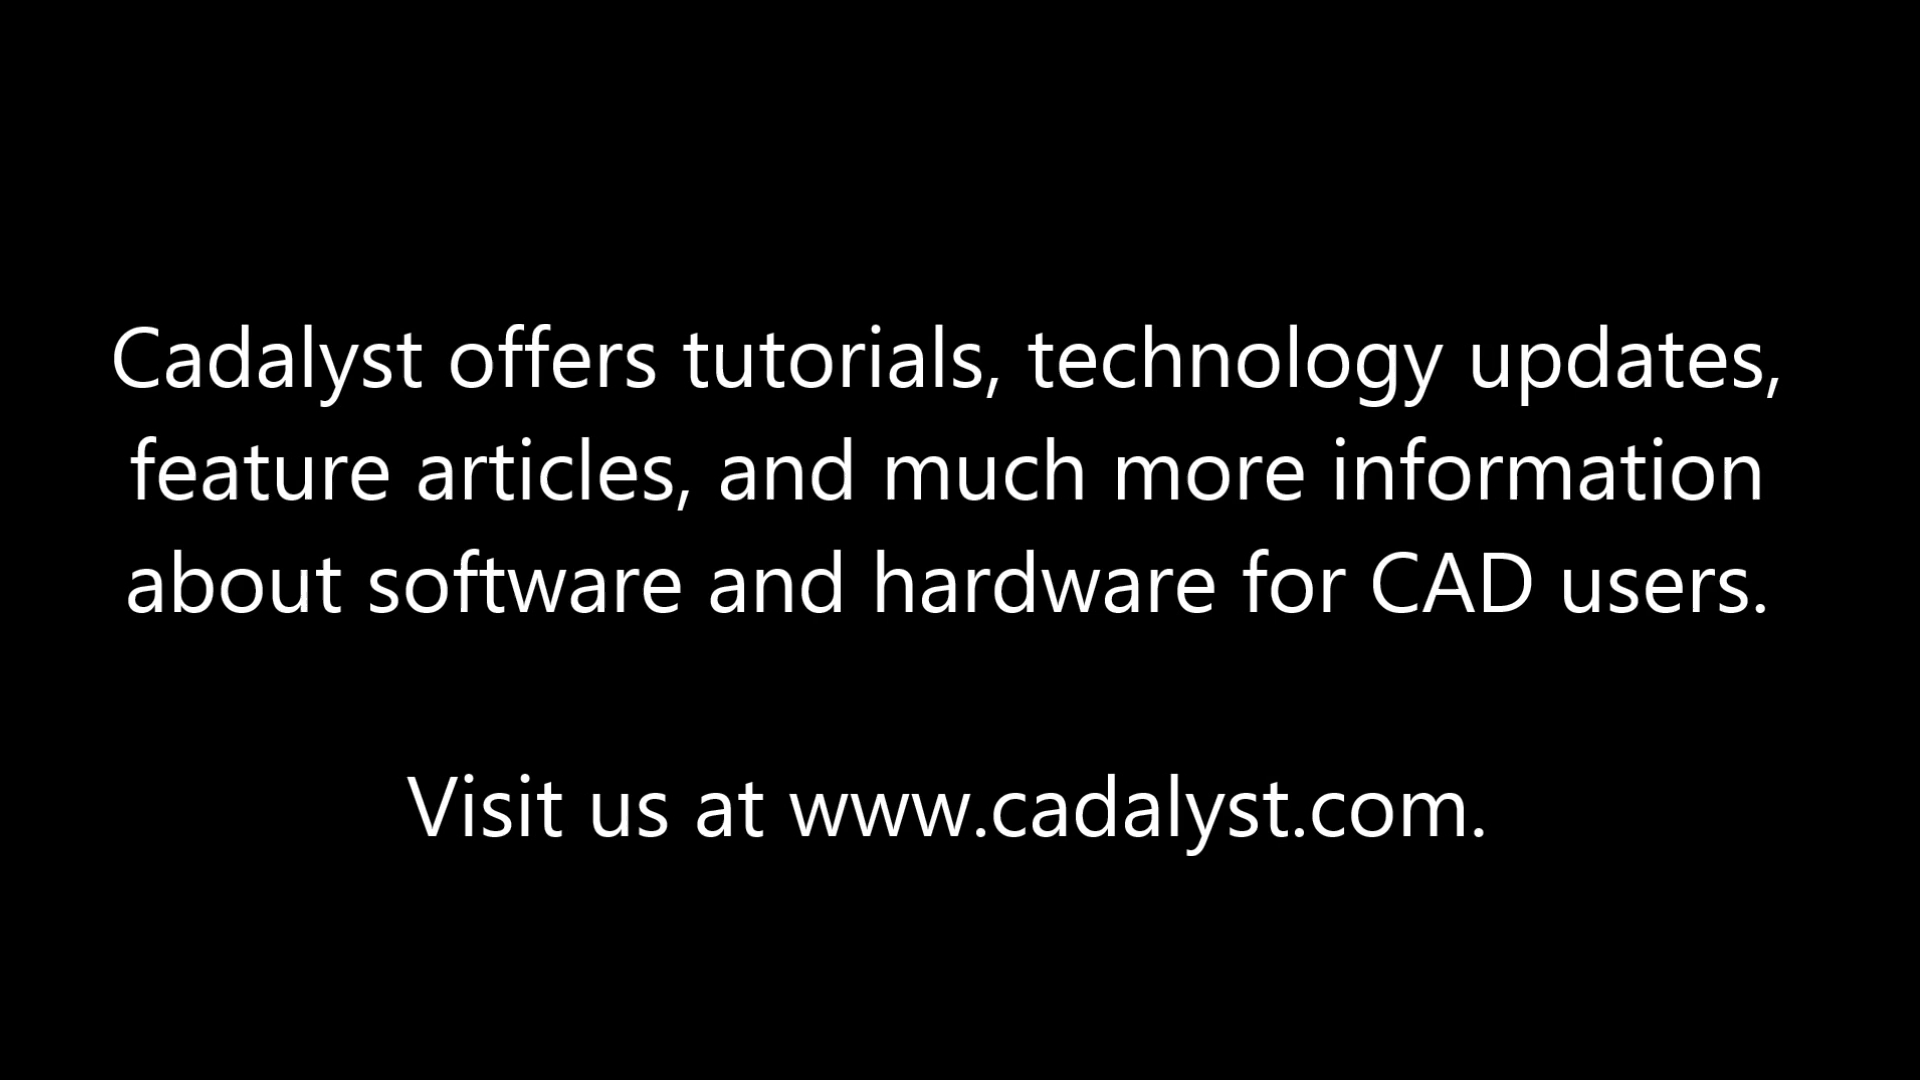 Cadalyst offers tutorials, technology updates,
feature articles, and much more information
about software and hardware for CAD users.
Visit us at www.cadalyst.com.